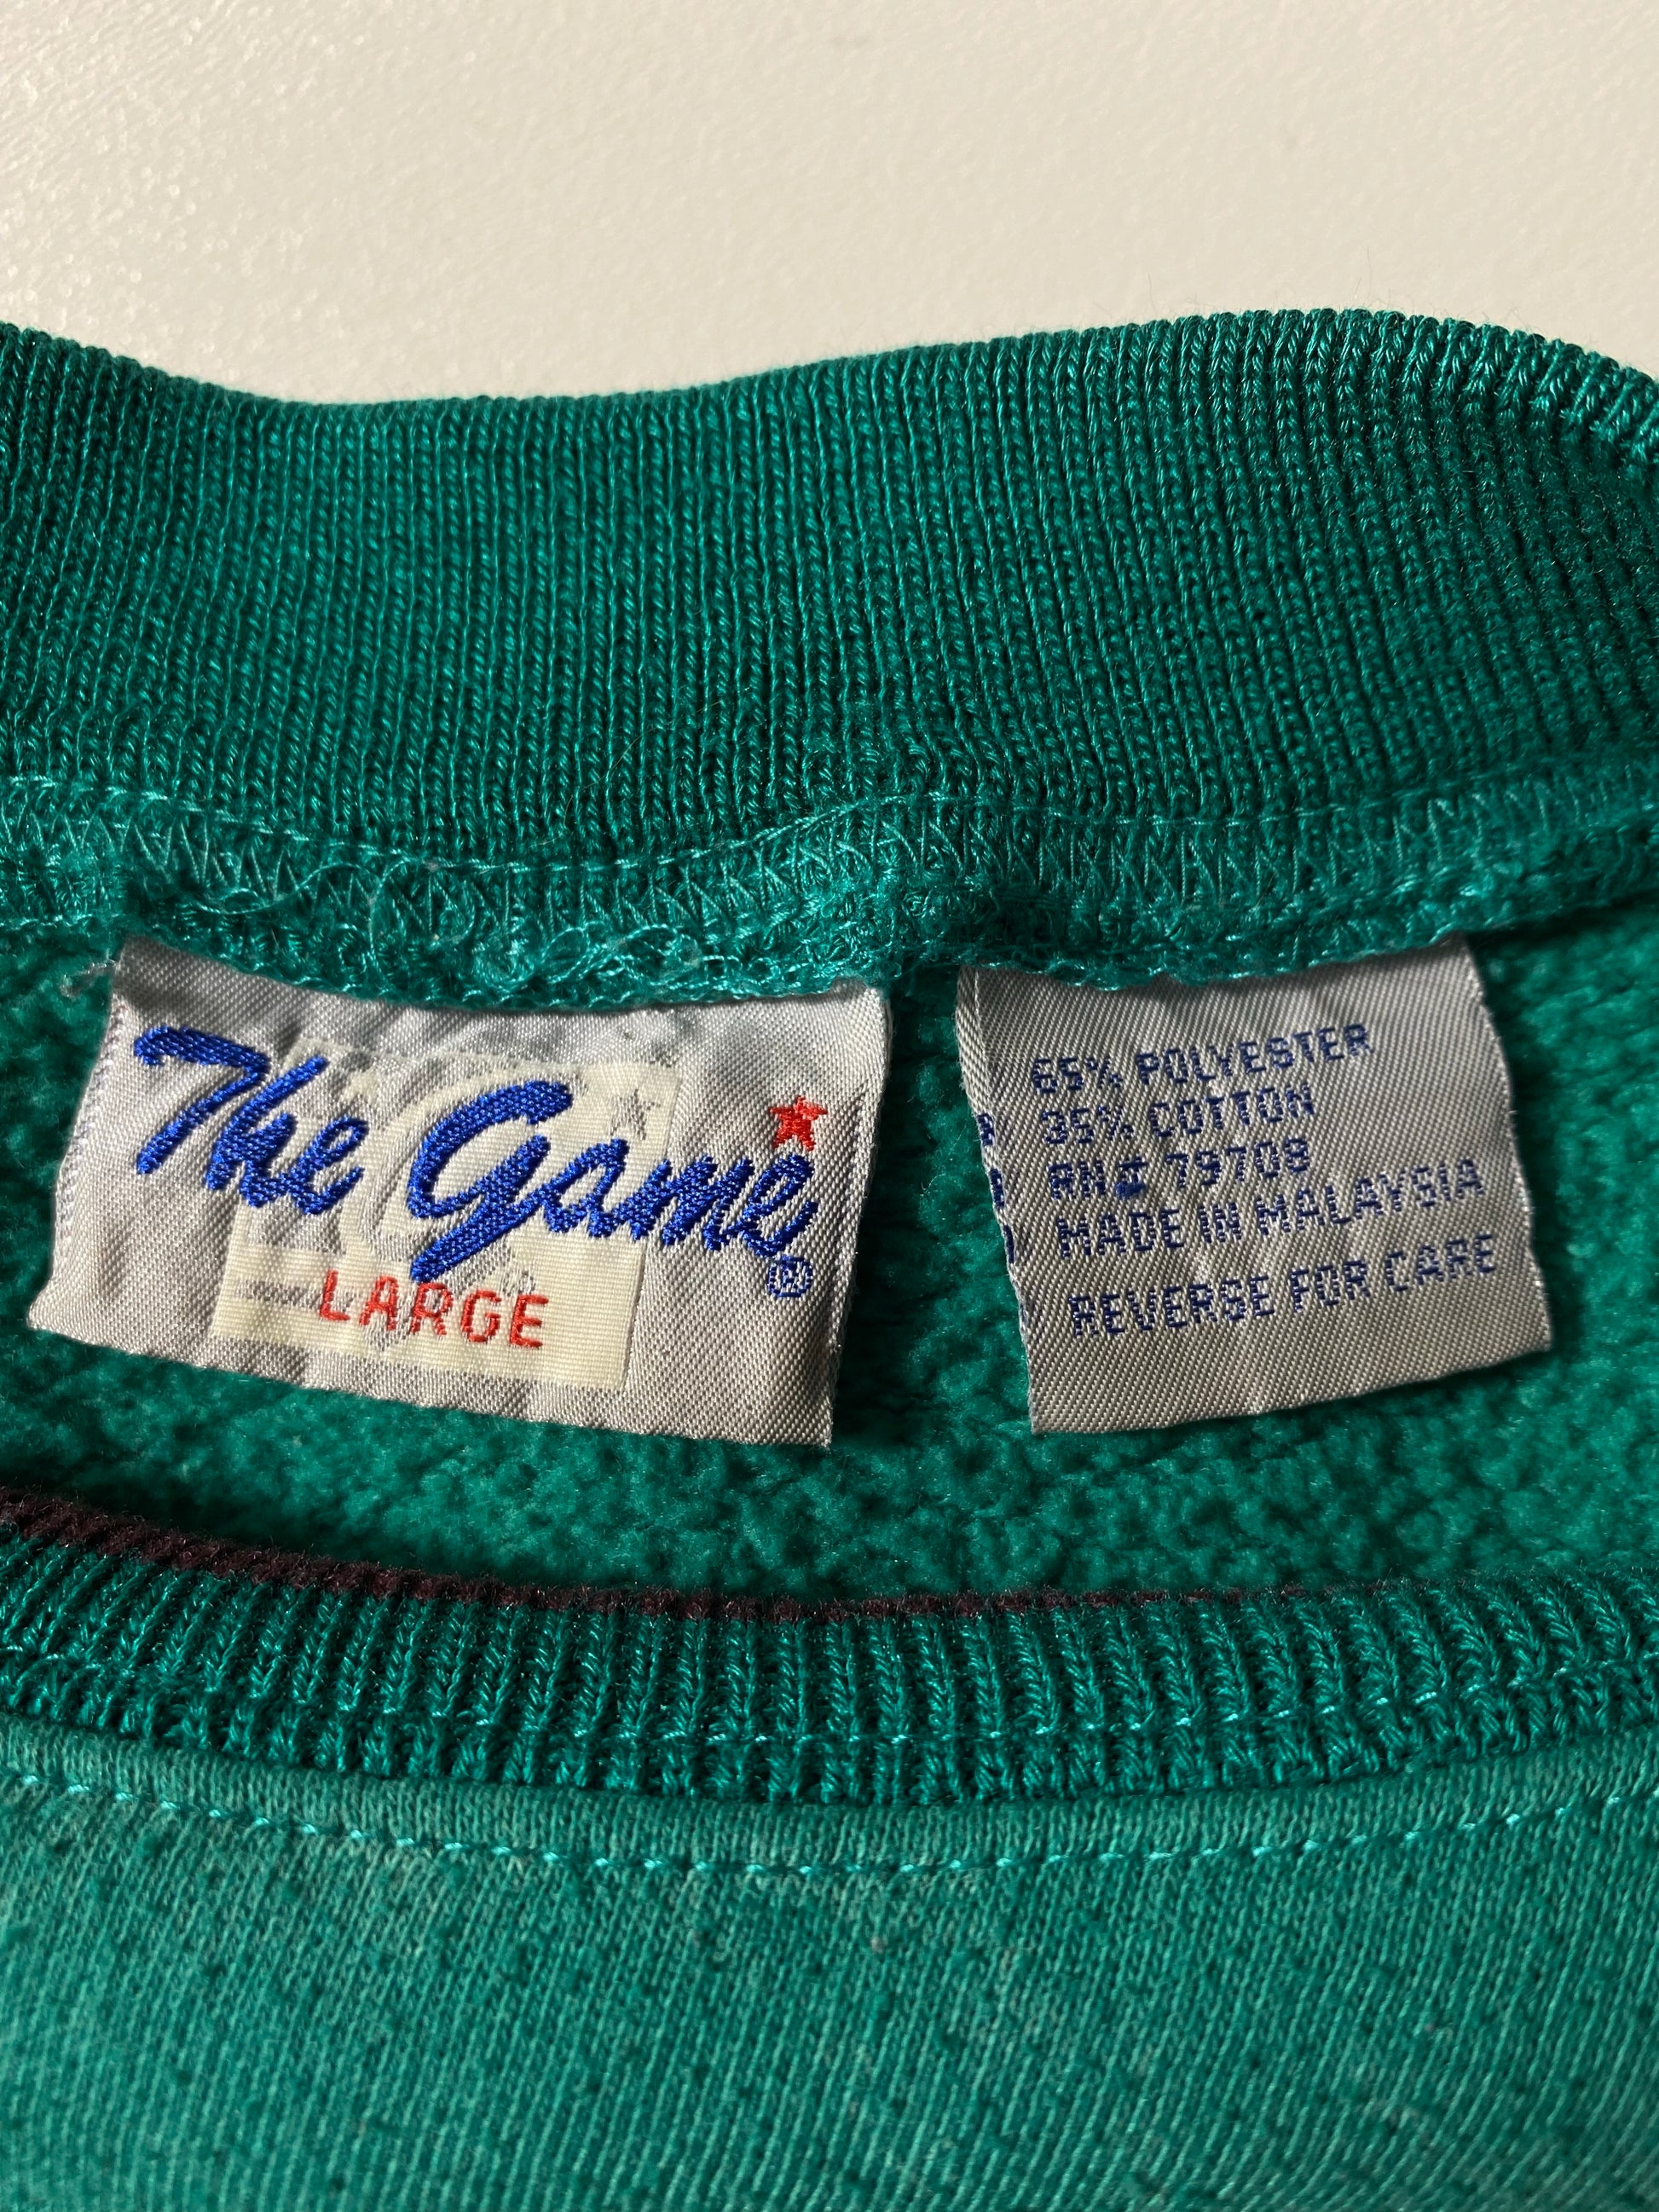 The Game®
LARGE
65% POLYESTER
35% COTTON
RN# 79708
MADE IN MALAYSIA
REVERSE FOR CARE